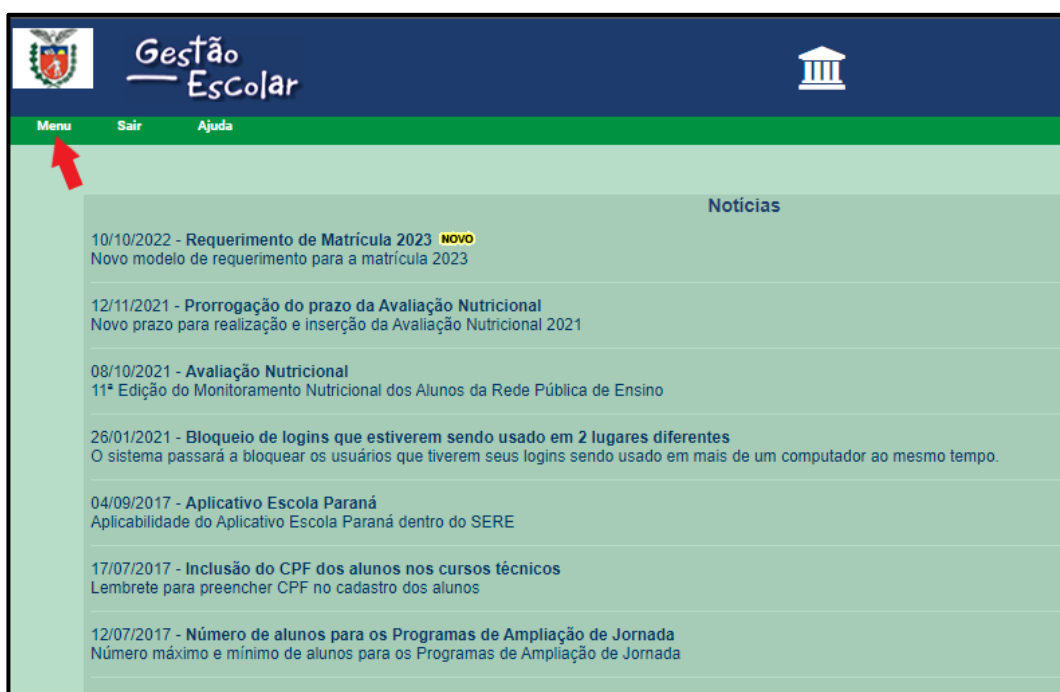 Gestão
Escolar
Menu Sair Ajuda
Notícias
10/10/2022 - Requerimento de Matrícula 2023 NOVO
Novo modelo de requerimento para a matrícula 2023
12/11/2021 - Prorrogação do prazo da Avaliação Nutricional
Novo prazo para realização e inserção da Avaliação Nutricional 2021
08/10/2021 - Avaliação Nutricional
11ª Edição do Monitoramento Nutricional dos Alunos da Rede Pública de Ensino
26/01/2021 - Bloqueio de logins que estiverem sendo usado em 2 lugares diferentes
O sistema passará a bloquear os usuários que tiverem seus logins sendo usado em mais de um computador ao mesmo tempo.
04/09/2017 - Aplicativo Escola Paraná
Aplicabilidade do Aplicativo Escola Paraná dentro do SERE
17/07/2017 - Inclusão do CPF dos alunos nos cursos técnicos
Lembrete para preencher CPF no cadastro dos alunos
12/07/2017 - Número de alunos para os Programas de Ampliação de Jornada
Número máximo e mínimo de alunos para os Programas de Ampliação de Jornada